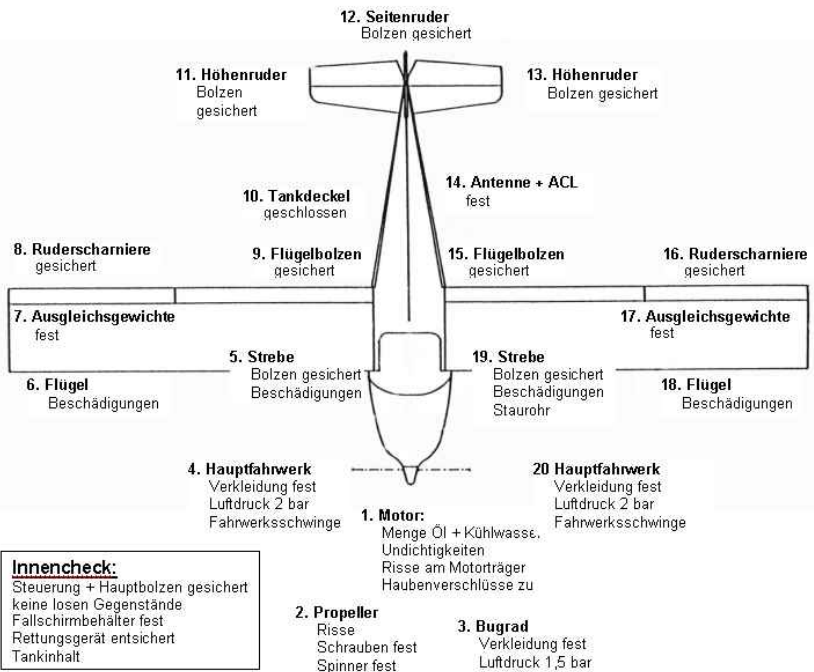 12. Seitenruder
Bolzen gesichert
11. Höhenruder
Bolzen
gesichert
13. Höhenruder
Bolzen gesichert
10. Tankdeckel
geschlossen
14. Antenne + ACL
fest
8. Ruderscharniere
gesichert
9. Flügelbolzen
gesichert
15. Flügelbolzen
gesichert
16. Ruderscharniere
gesichert
7. Ausgleichsgewichte
fest
17. Ausgleichsgewichte
fest
5. Strebe
Bolzen gesichert
Beschädigungen
19. Strebe
Bolzen gesichert
Beschädigungen
Staurohr
6. Flügel
Beschädigungen
18. Flügel
Beschädigungen
4. Hauptfahrwerk
Verkleidung fest
Luftdruck 2 bar
Fahrwerksschwinge
20 Hauptfahrwerk
Verkleidung fest
Luftdruck 2 bar
Fahrwerksschwinge
1. Motor:
Menge Öl + Kühlwasse.
Undichtigkeiten
Risse am Motorträger
Haubenverschlüsse zu
Innencheck:
Steuerung + Hauptbolzen gesichert
keine losen Gegenstände
Fallschirmbehälter fest
Rettungsgerät entsichert
Tankinhalt
2. Propeller
Risse
Schrauben fest
Spinner fest
3. Bugrad
Verkleidung fest
Luftdruck 1,5 bar